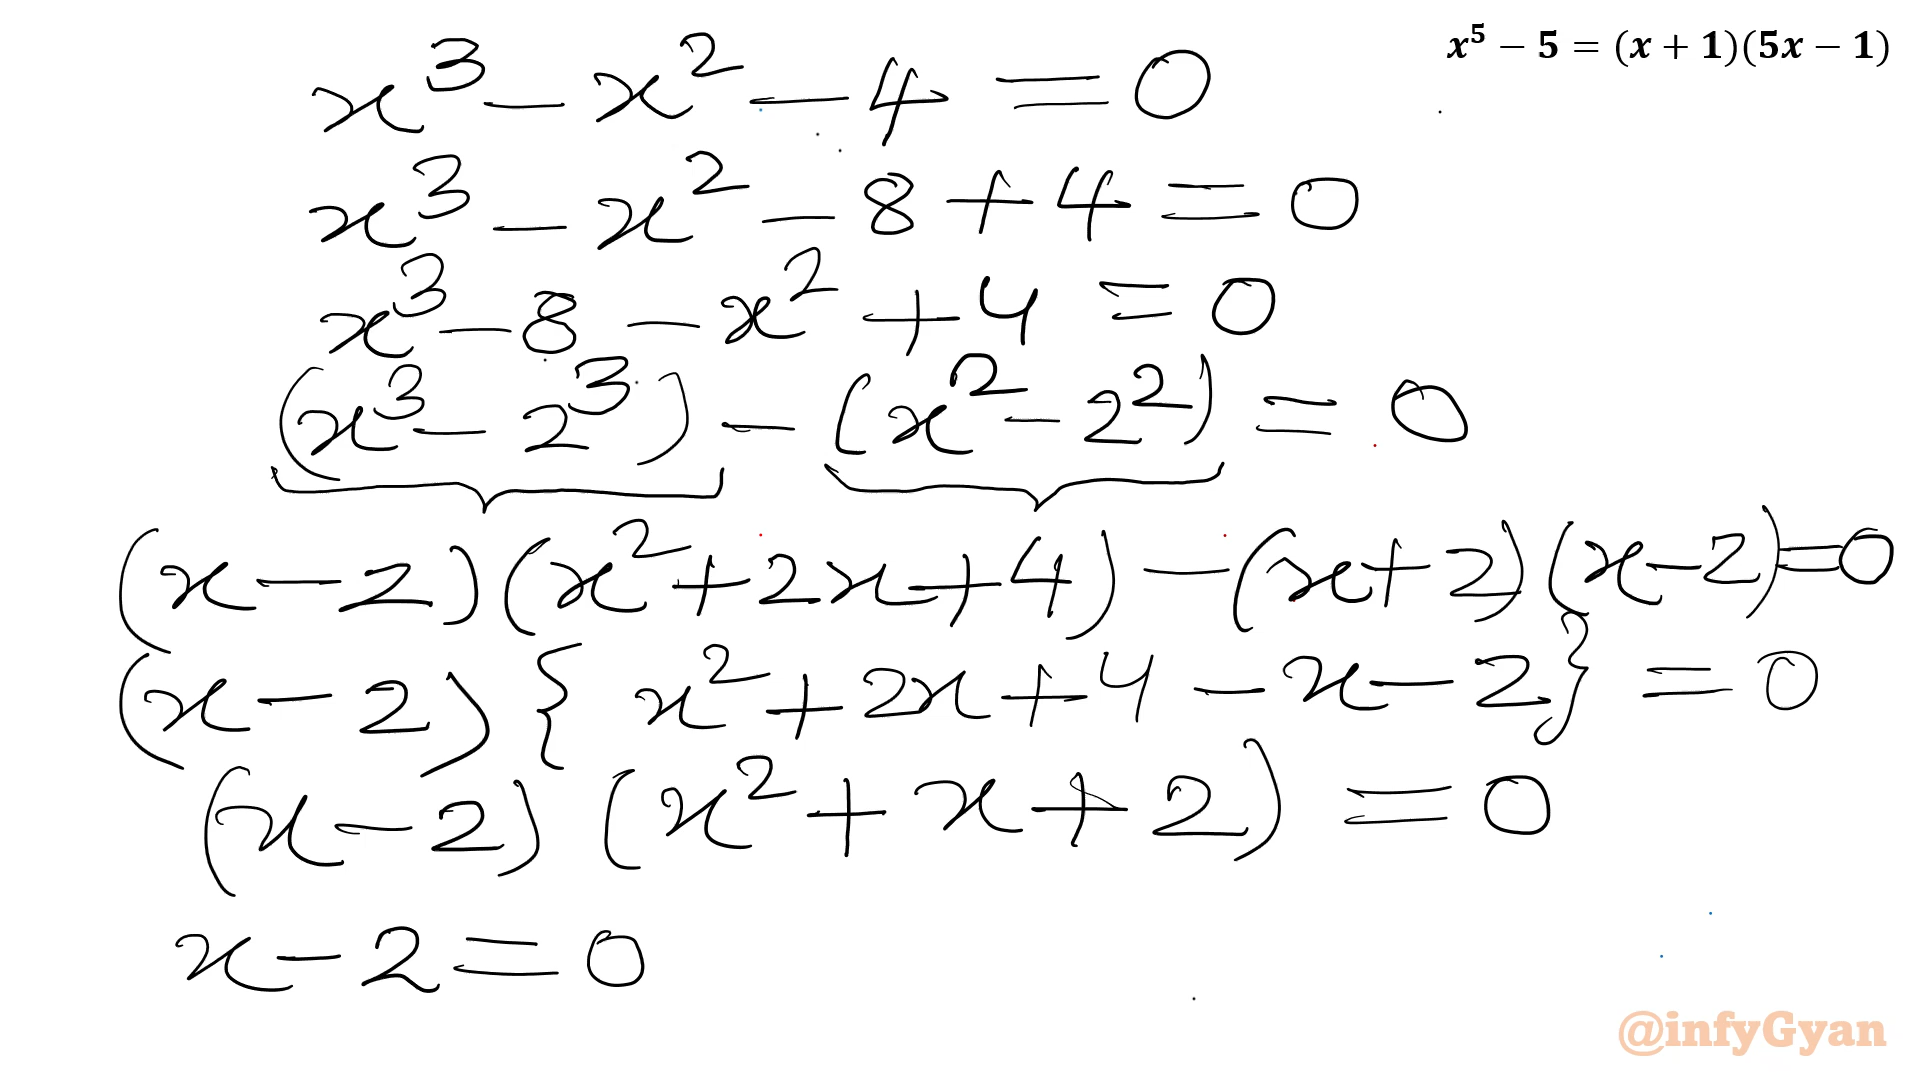 x⁵ − 5 = (x + 1)(5x − 1)
x³ − x² − 4 = 0
x³ − x² − 8 + 4 = 0
x³ − 8 − x² + 4 = 0
(x³ − 2³) − (x² − 2²) = 0
(x − 2)(x² + 2x + 4) − (x + 2)(x − 2) = 0
(x − 2){x² + 2x + 4 − x − 2} = 0
(x − 2)(x² + x + 2) = 0
x − 2 = 0
@infyGyan